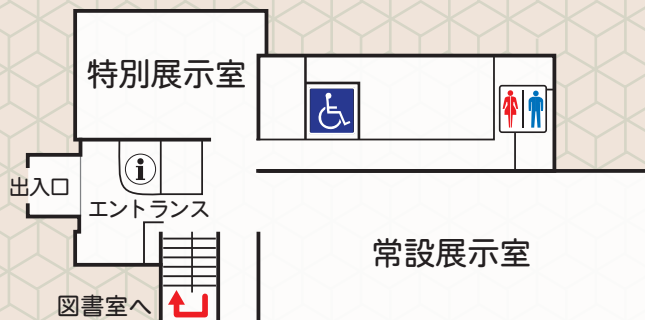 特別展示室
i
出入口
エントランス
常設展示室
図書室へ